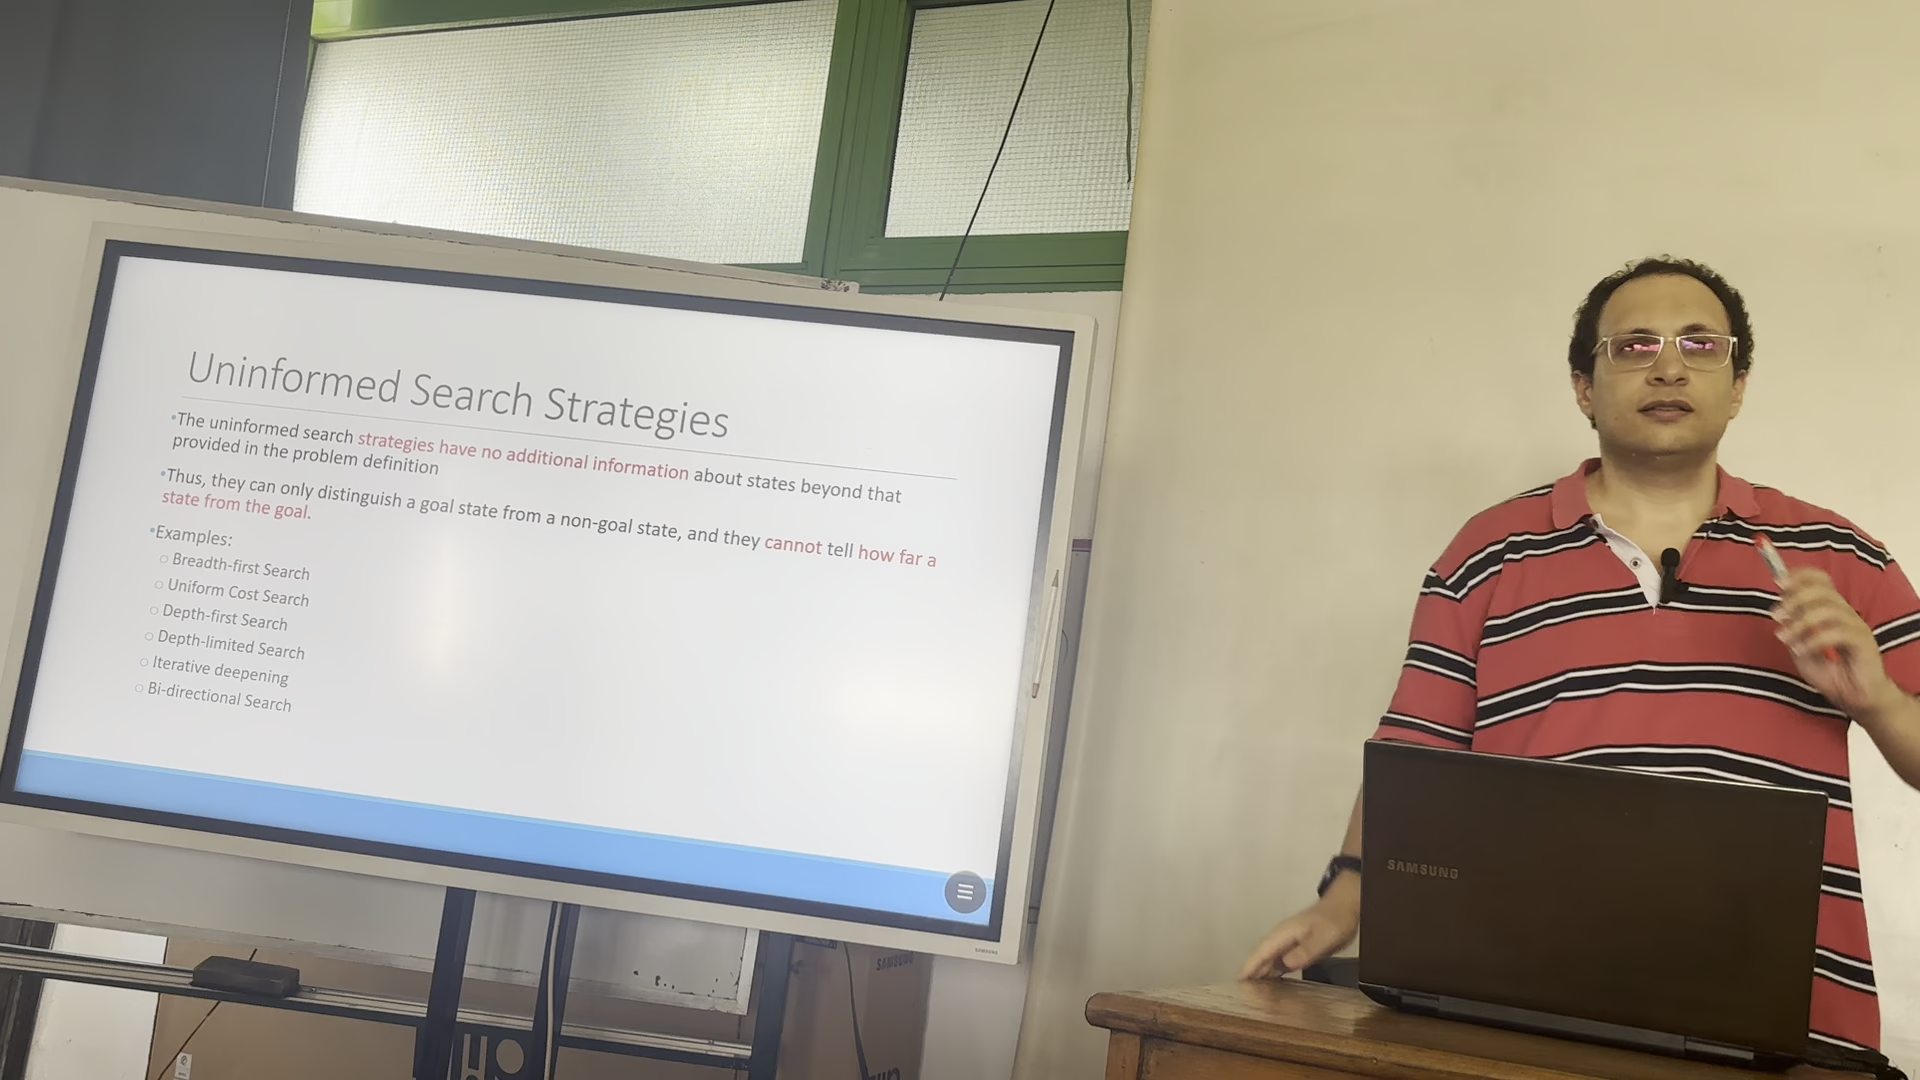 Uninformed Search Strategies
•The uninformed search strategies have no additional information about states beyond that
provided in the problem definition
•Thus, they can only distinguish a goal state from a non-goal state, and they cannot tell how far a
state from the goal.
•Examples:
○ Breadth-first Search
○ Uniform Cost Search
○ Depth-first Search
○ Depth-limited Search
○ Iterative deepening
○ Bi-directional Search
SAMSUNG
SAMSUNG
SAMSUNG